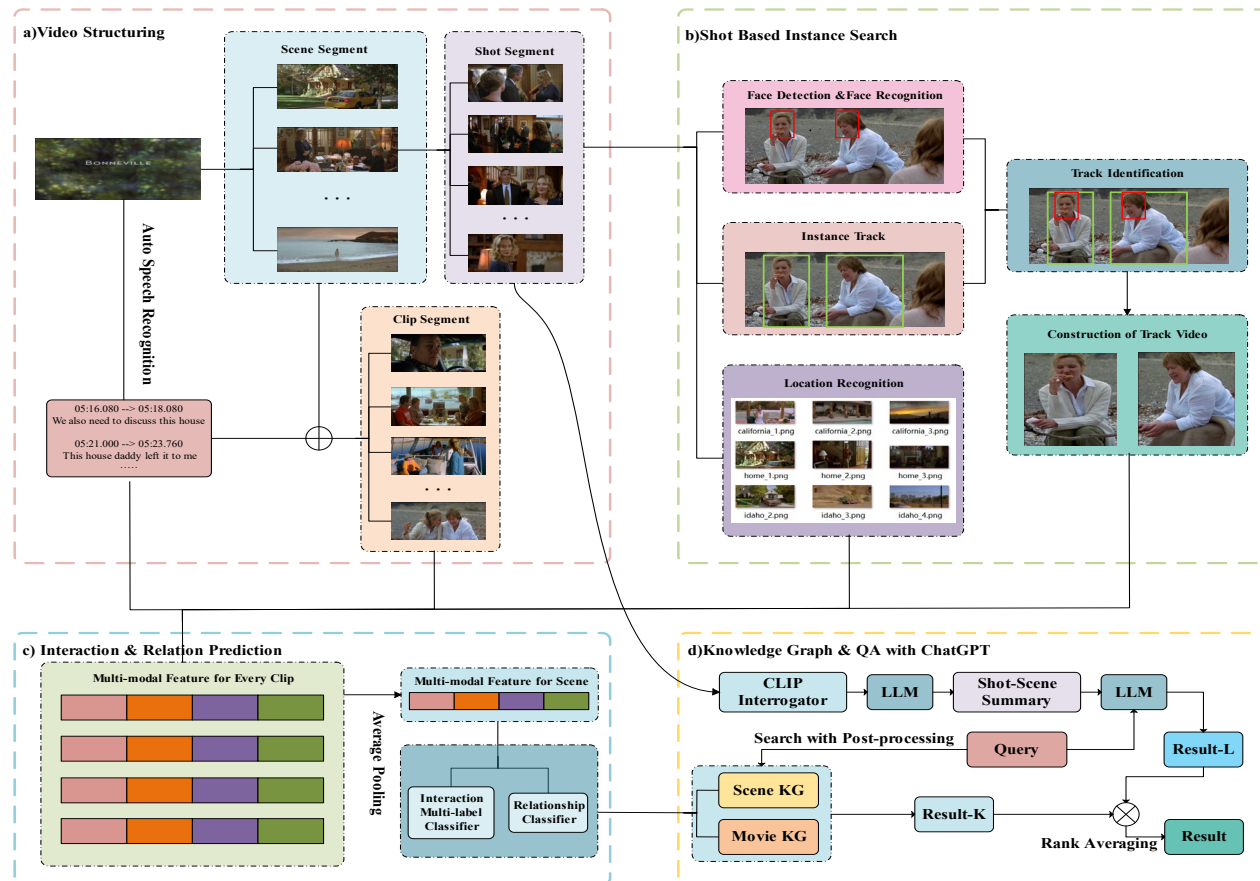 a)Video Structuring
Scene Segment
. . .
Shot Segment
. . .
BONNEVILLE
Auto Speech Recognition
Clip Segment
. . .
05:16.080 --> 05:18.080
We also need to discuss this house
05:21.000 --> 05:23.760
This house daddy left it to me
.....
b)Shot Based Instance Search
Face Detection &Face Recognition
Instance Track
Location Recognition
california_1.png
california_2.png
california_3.png
home_1.png
home_2.png
home_3.png
idaho_2.png
idaho_3.png
idaho_4.png
Track Identification
Construction of Track Video
c) Interaction & Relation Prediction
Multi-modal Feature for Every Clip
Average Pooling
Multi-modal Feature for Scene
Interaction
Multi-label
Classifier
Relationship
Classifier
d)Knowledge Graph & QA with ChatGPT
CLIP
Interrogator
LLM
Shot-Scene
Summary
LLM
Search with Post-processing
Query
Result-L
Scene KG
Movie KG
Result-K
Rank Averaging
Result